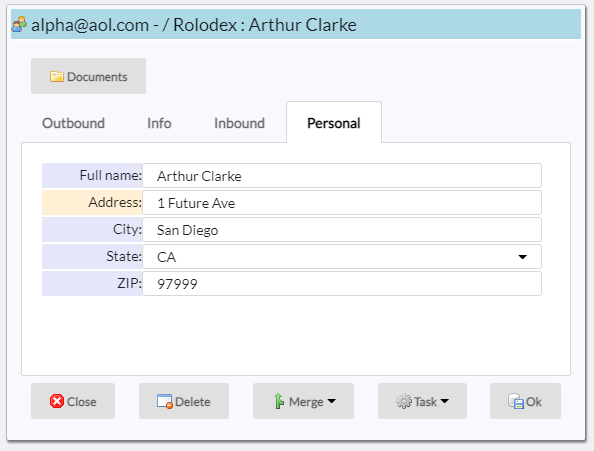 alpha@aol.com - / Rolodex : Arthur Clarke
Documents
Outbound Info Inbound Personal
Full name: Arthur Clarke
Address: 1 Future Ave
City: San Diego
State: CA
ZIP: 97999
Close Delete Merge Task Ok